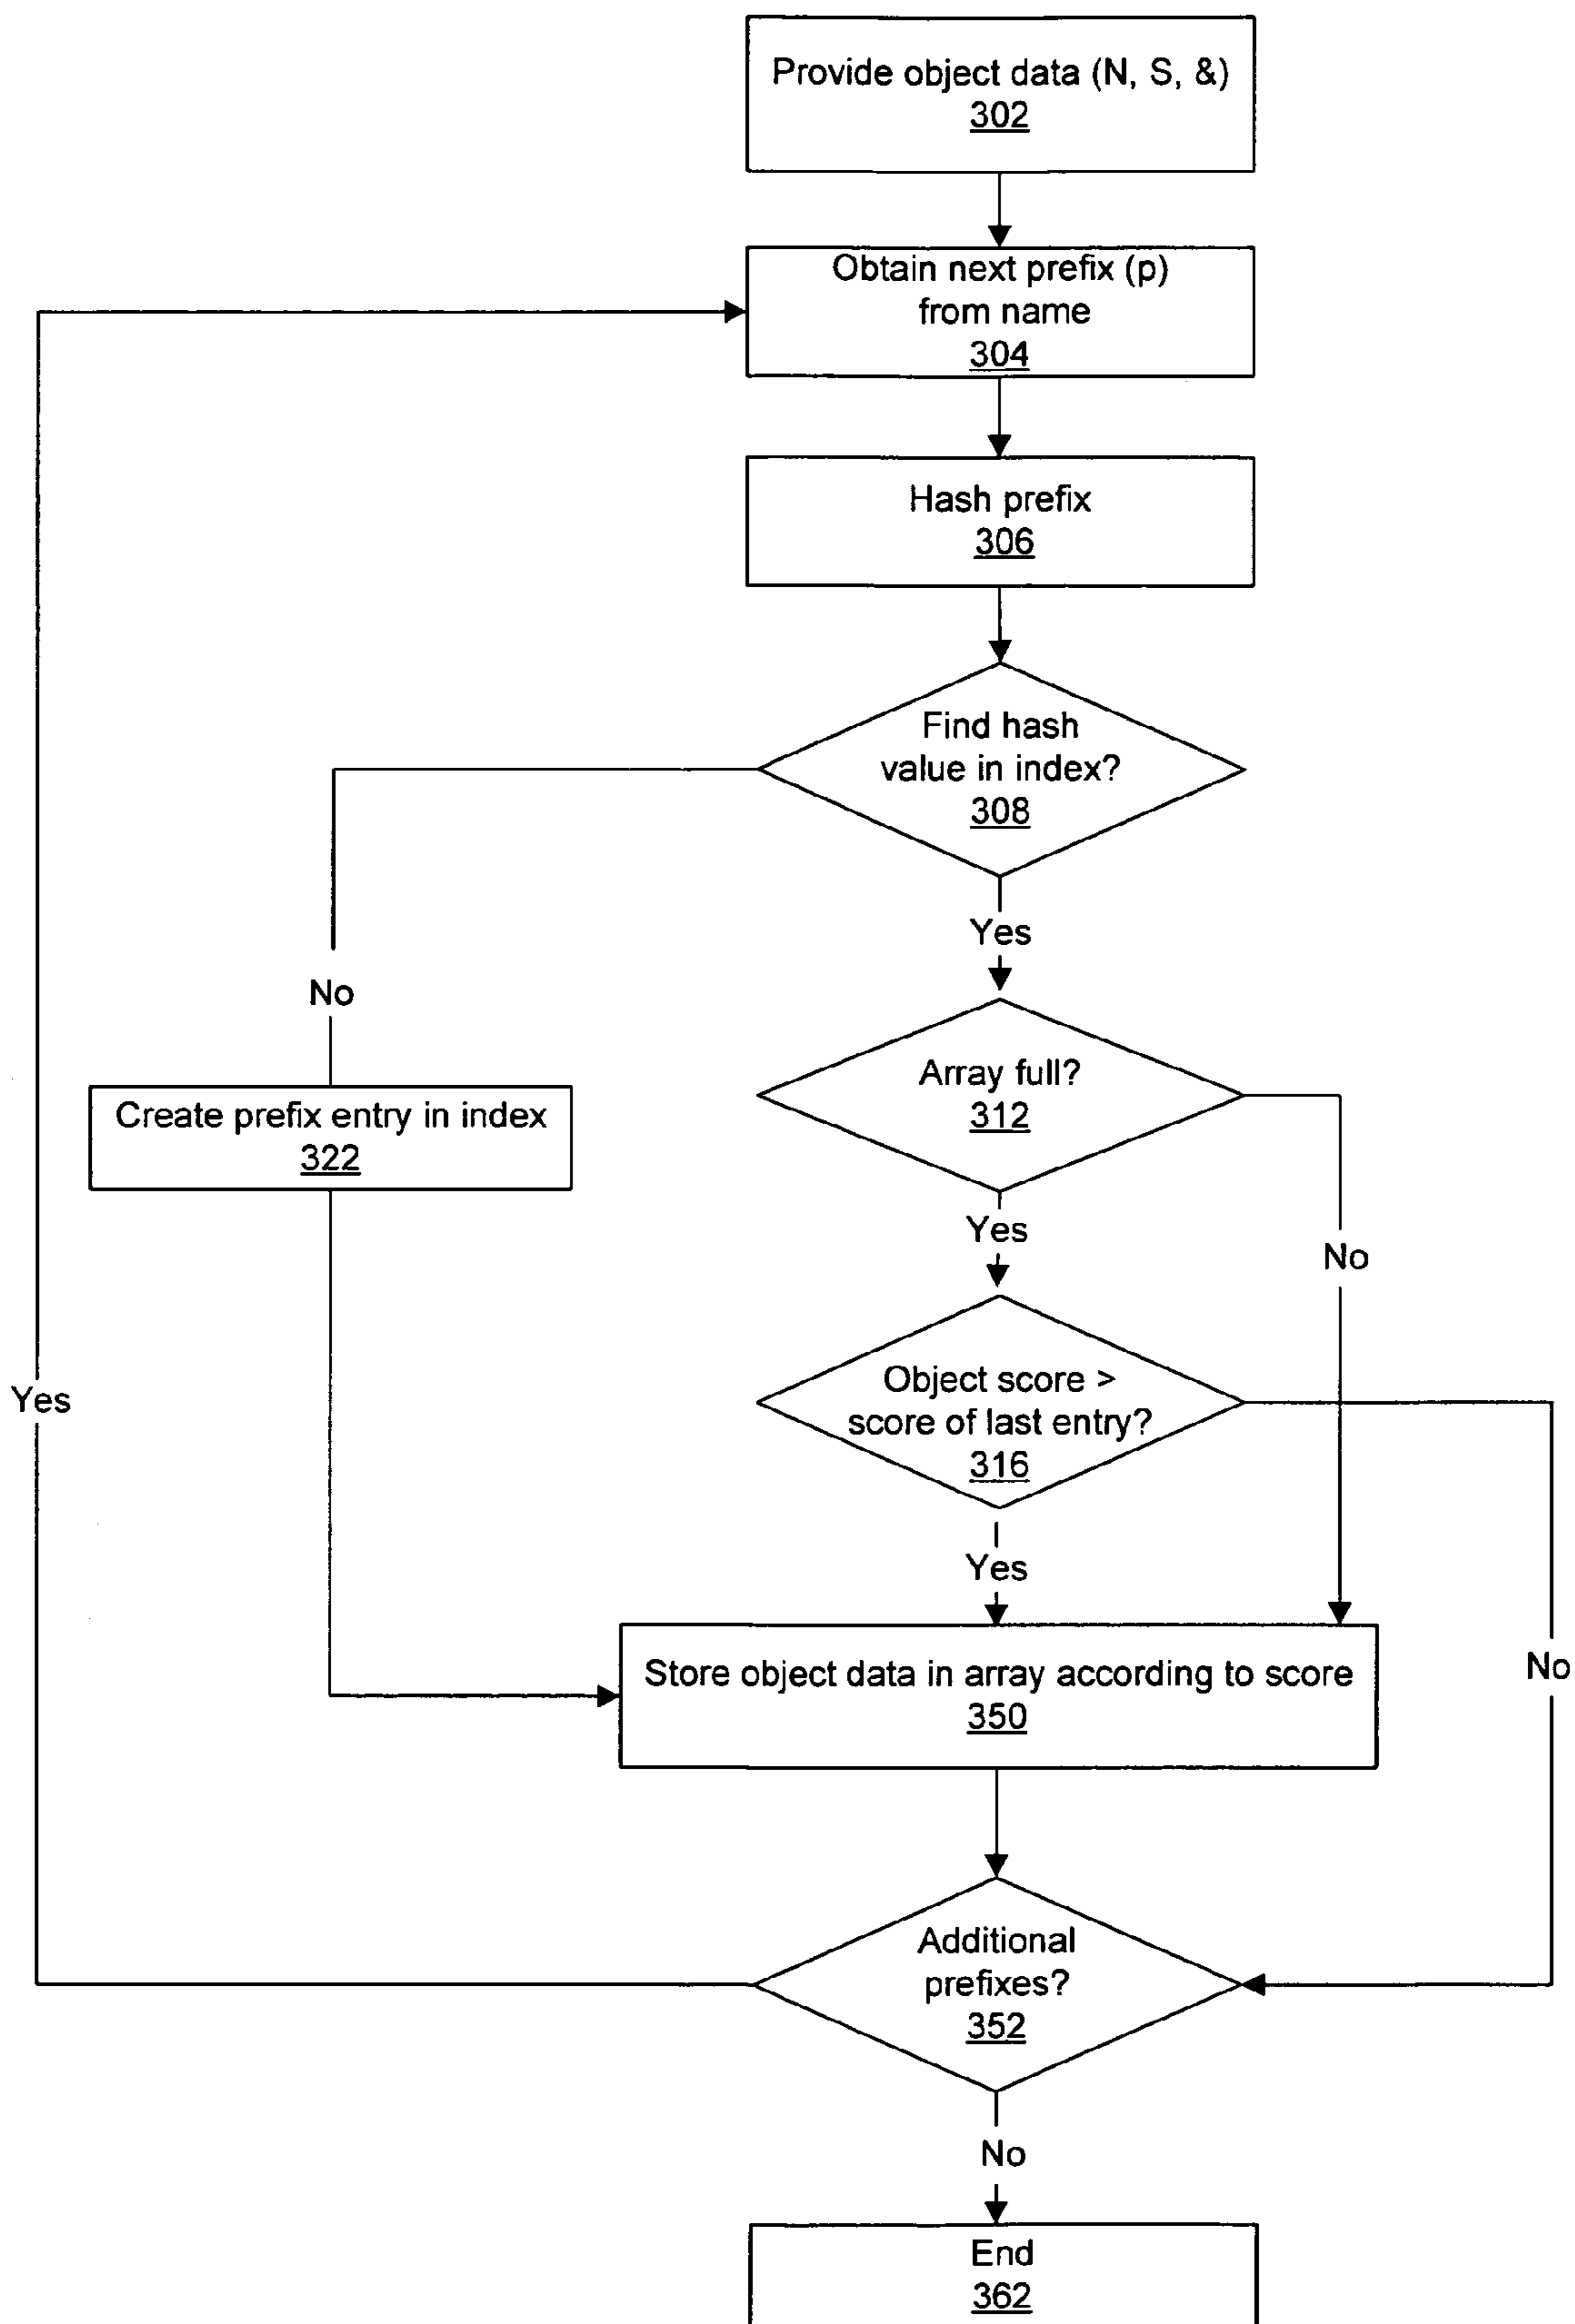 Provide object data (N, S, &)
302
Obtain next prefix (p)
from name
304
Hash prefix
306
Find hash
value in index?
308
Yes
No
Array full?
312
Create prefix entry in index
322
Yes
No
Object score >
score of last entry?
316
Yes
Yes
Store object data in array according to score
350
No
Additional
prefixes?
352
No
End
362